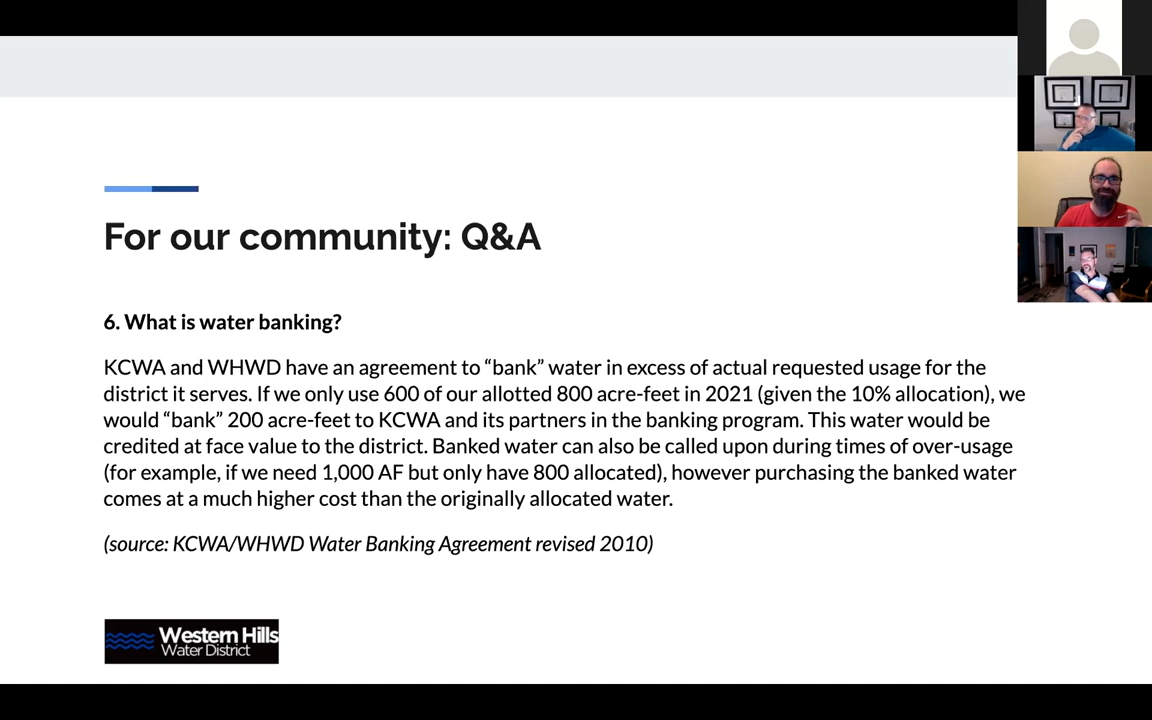 For our community: Q&A
6. What is water banking?
KCWA and WHWD have an agreement to “bank” water in excess of actual requested usage for the
district it serves. If we only use 600 of our allotted 800 acre-feet in 2021 (given the 10% allocation), we
would “bank” 200 acre-feet to KCWA and its partners in the banking program. This water would be
credited at face value to the district. Banked water can also be called upon during times of over-usage
(for example, if we need 1,000 AF but only have 800 allocated), however purchasing the banked water
comes at a much higher cost than the originally allocated water.
(source: KCWA/WHWD Water Banking Agreement revised 2010)
Western Hills
Water District